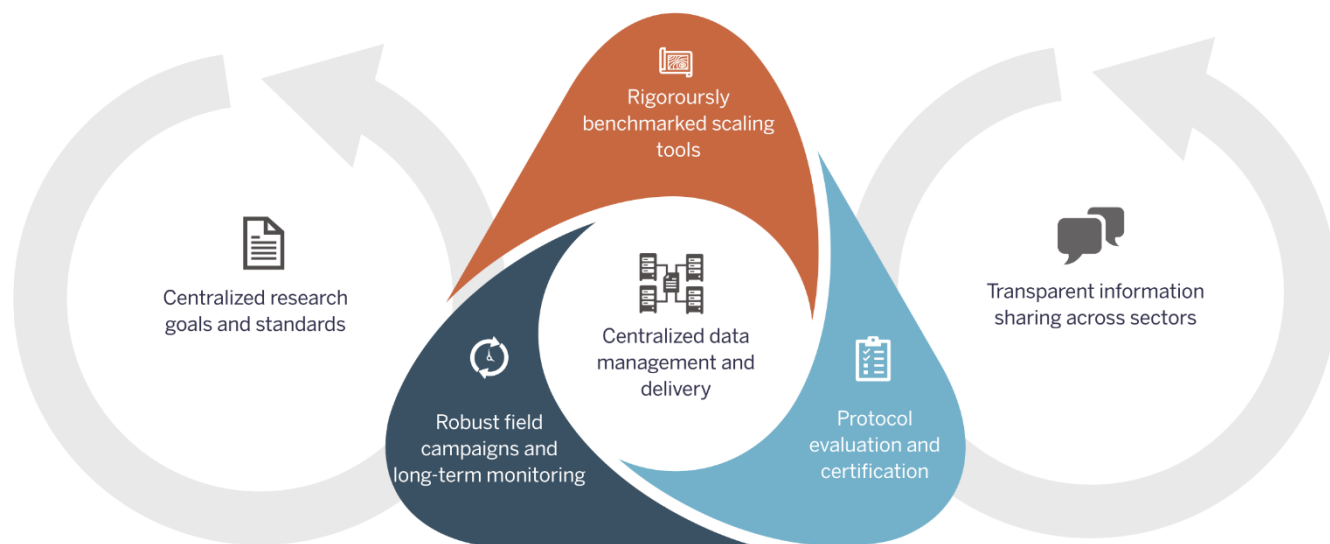 Rigoroursly
benchmarked scaling
tools
Centralized research
goals and standards
Centralized data
management and
delivery
Transparent information
sharing across sectors
Robust field
campaigns and
long-term monitoring
Protocol
evaluation and
certification